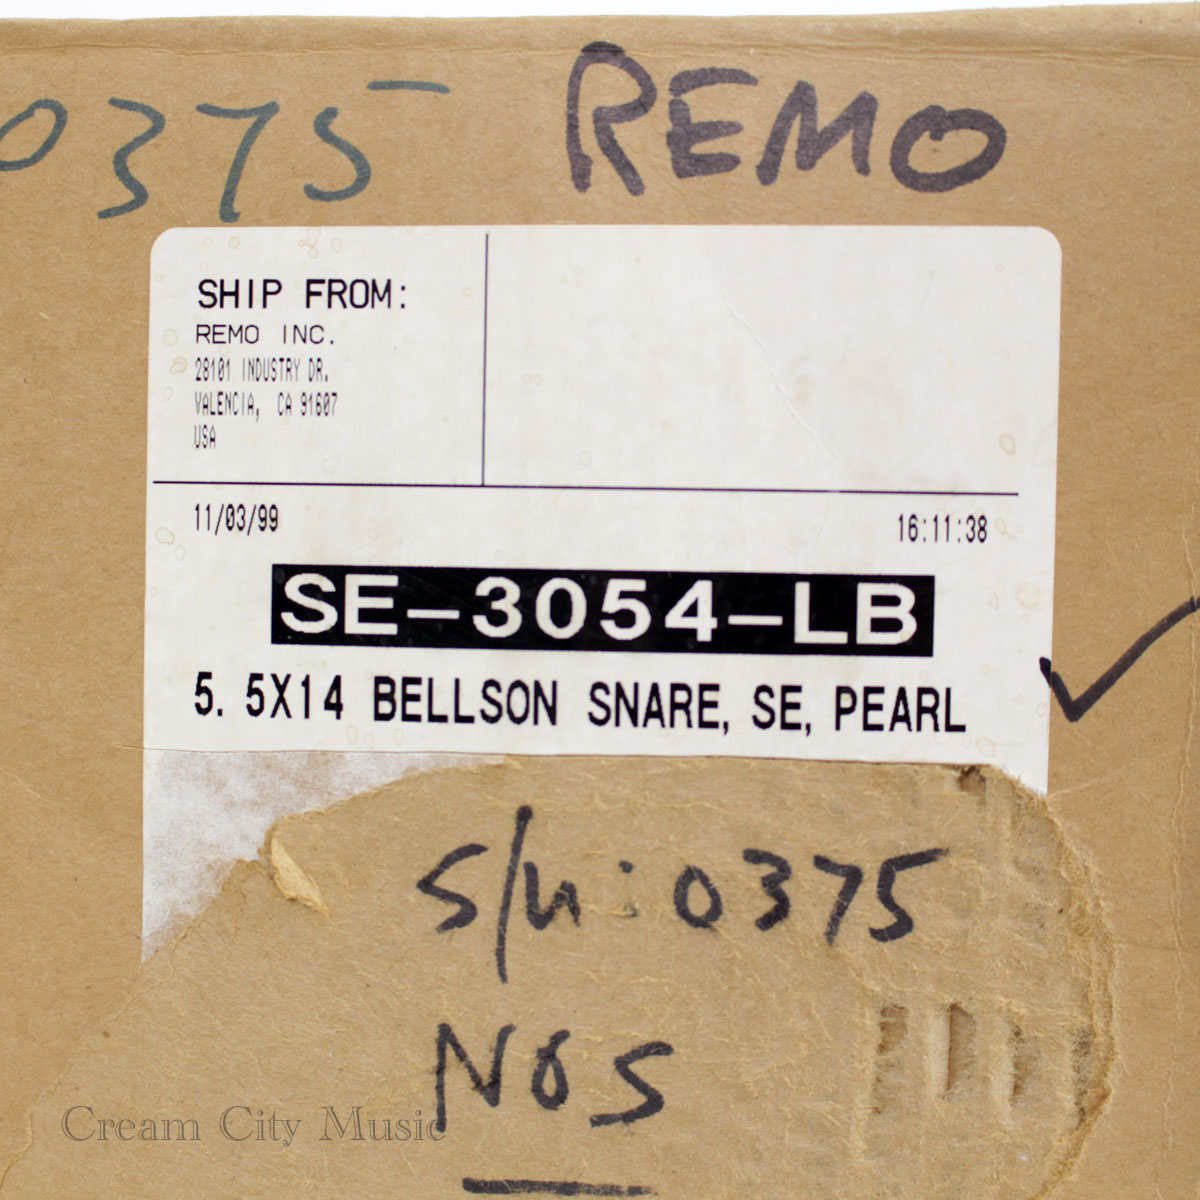 0375 REMO
SHIP FROM:
REMO INC.
28101 INDUSTRY DR.
VALENCIA, CA 91607
USA
11/03/99 16:11:38
SE-3054-LB
5.5X14 BELLSON SNARE, SE, PEARL
S/n: 0375
NOS
Cream City Music